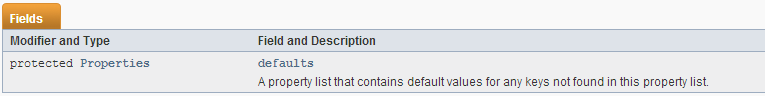 Fields
Modifier and Type Field and Description
protected Properties defaults
A property list that contains default values for any keys not found in this property list.